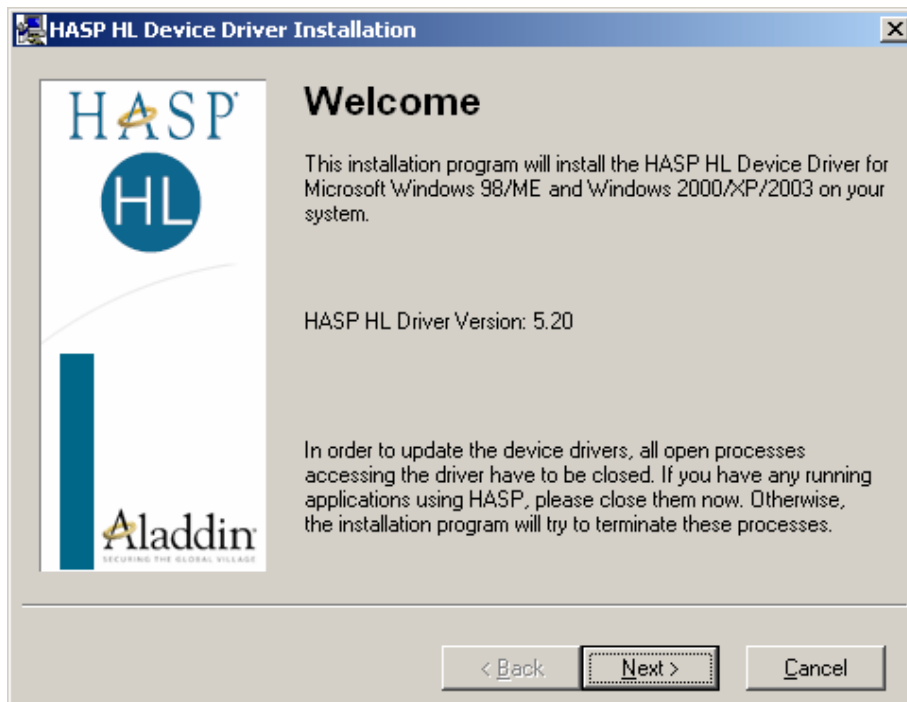 HASP HL Device Driver Installation
HASP
HL
Aladdin
SECURING THE GLOBAL VILLAGE
Welcome
This installation program will install the HASP HL Device Driver for
Microsoft Windows 98/ME and Windows 2000/XP/2003 on your
system.
HASP HL Driver Version: 5.20
In order to update the device drivers, all open processes
accessing the driver have to be closed. If you have any running
applications using HASP, please close them now. Otherwise,
the installation program will try to terminate these processes.
< Back
Next >
Cancel